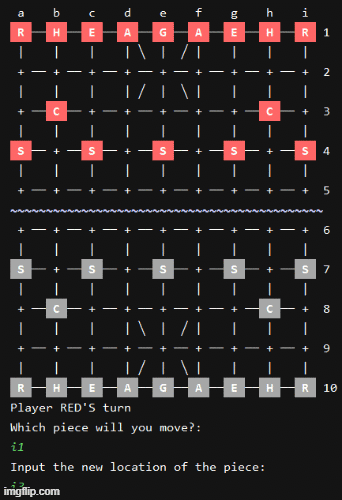 a b c d e f g h i
R H E A G A E H R 1
2
C C 3
S S S S S 4
5
~~~~~~~~~~~~~~~~~~~~~~~~~~~~~~~~~~~~~~~~~~~~
6
S S S S S 7
C C 8
9
R H E A G A E H R 10
Player RED'S turn
Which piece will you move?:
i1
Input the new location of the piece:
imgflip.com